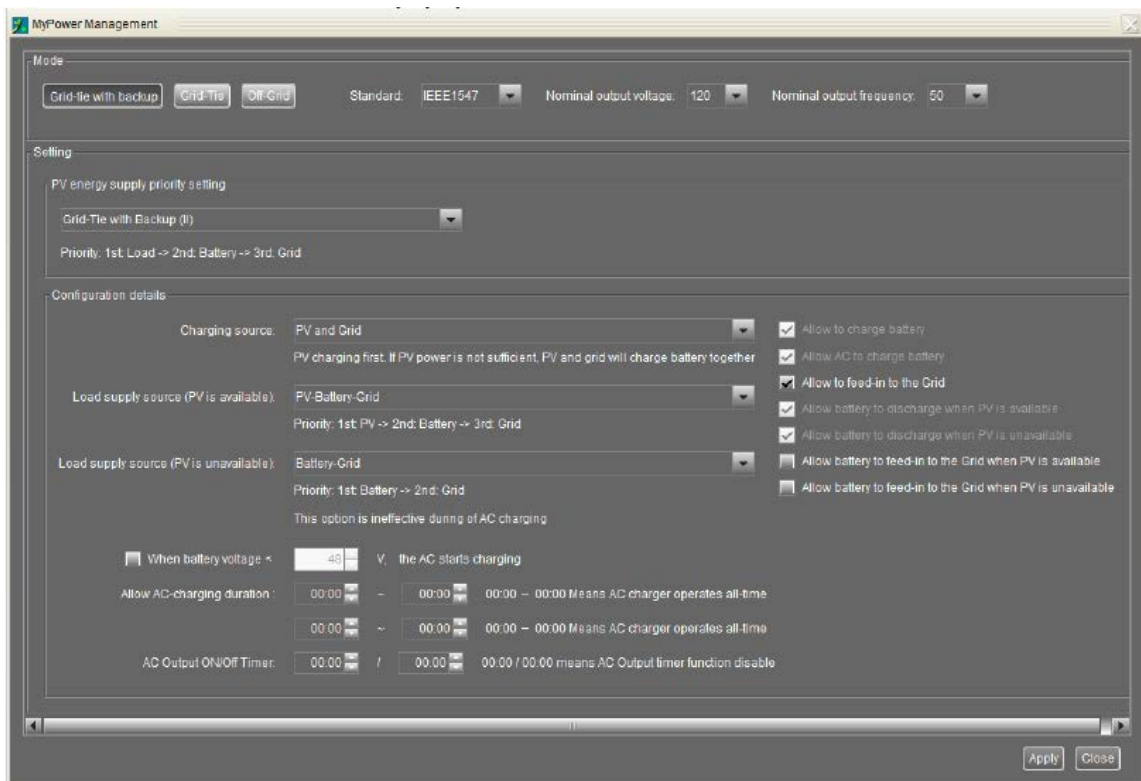 MyPower Management
Mode
Grid-tie with backup Grid-Tie Off-Grid Standard: IEEE1547 Nominal output voltage: 120 Nominal output frequency: 50
Setting
PV energy supply priority setting
Grid-Tie with Backup (II)
Priority: 1st: Load -> 2nd: Battery -> 3rd: Grid
Configuration details
Charging source: PV and Grid
PV charging first. If PV power is not sufficient, PV and grid will charge battery together
Load supply source (PV is available): PV-Battery-Grid
Priority: 1st: PV -> 2nd: Battery -> 3rd: Grid
Load supply source (PV is unavailable): Battery-Grid
Priority: 1st: Battery -> 2nd: Grid
This option is ineffective during of AC charging
Allow to charge battery
Allow AC to charge battery
Allow to feed-in to the Grid
Allow battery to discharge when PV is available
Allow battery to discharge when PV is unavailable
Allow battery to feed-in to the Grid when PV is available
Allow battery to feed-in to the Grid when PV is unavailable
When battery voltage < 48 V, the AC starts charging
Allow AC-charging duration : 00:00 ~ 00:00 00:00 ~ 00:00 Means AC charger operates all-time
00:00 ~ 00:00 00:00 ~ 00:00 Means AC charger operates all-time
AC Output ON/Off Timer: 00:00 / 00:00 00:00 / 00:00 means AC Output timer function disable
Apply Close